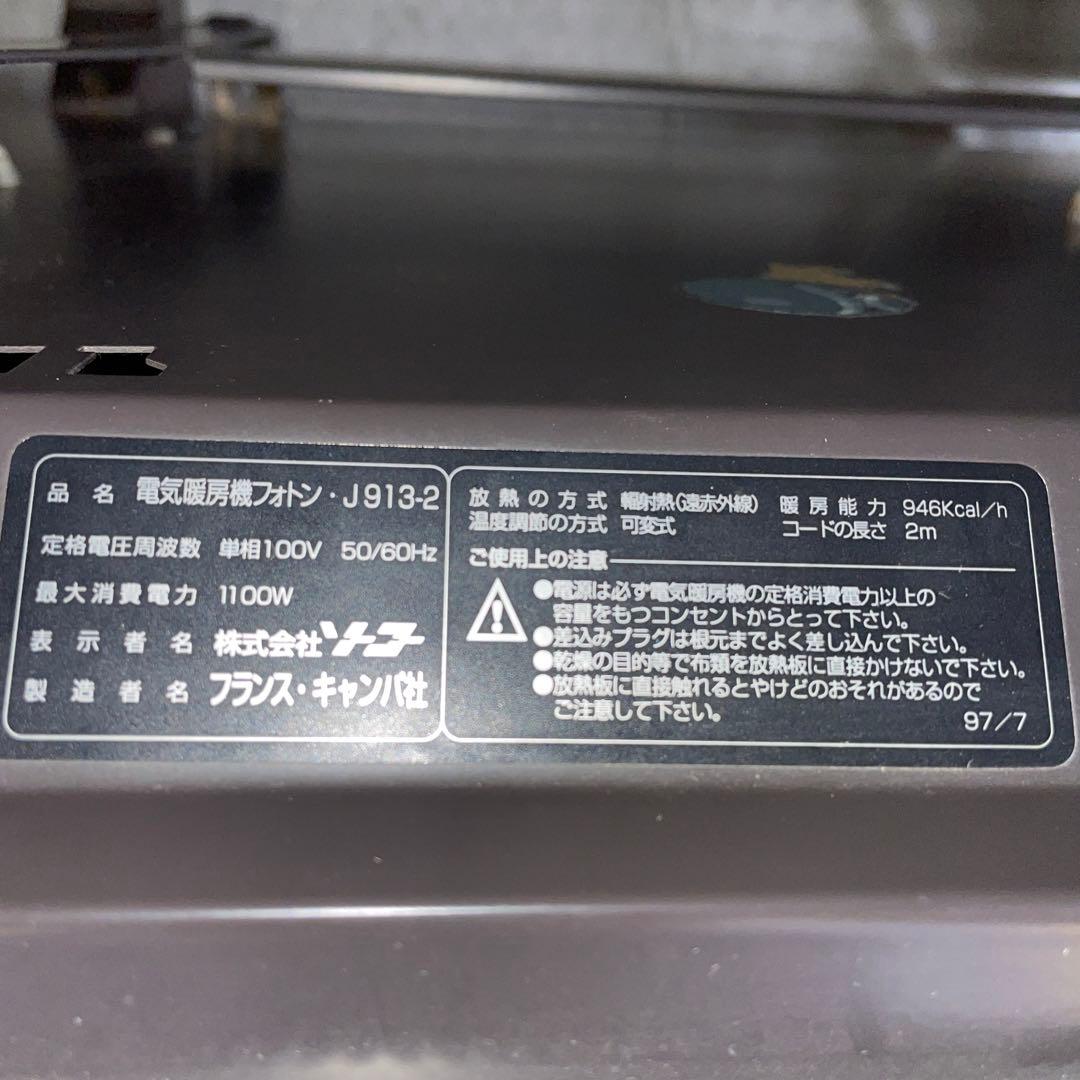 品名 電気暖房機フォトン・J913-2
定格電圧周波数 単相100V 50/60Hz
最大消費電力 1100W
表示者名 株式会社ソーコー
製造者名 フランス・キャンパ社
放熱の方式 輻射熱(遠赤外線) 暖房能力 946Kcal/h
温度調節の方式 可変式 コードの長さ 2m
ご使用上の注意
●電源は必ず電気暖房機の定格消費電力以上の
容量をもつコンセントからとって下さい。
●差込みプラグは根元までよく差し込んで下さい。
●乾燥の目的等で布類を放熱板に直接かけないで下さい。
●放熱板に直接触れるとやけどのおそれがあるので
ご注意して下さい。
97/7